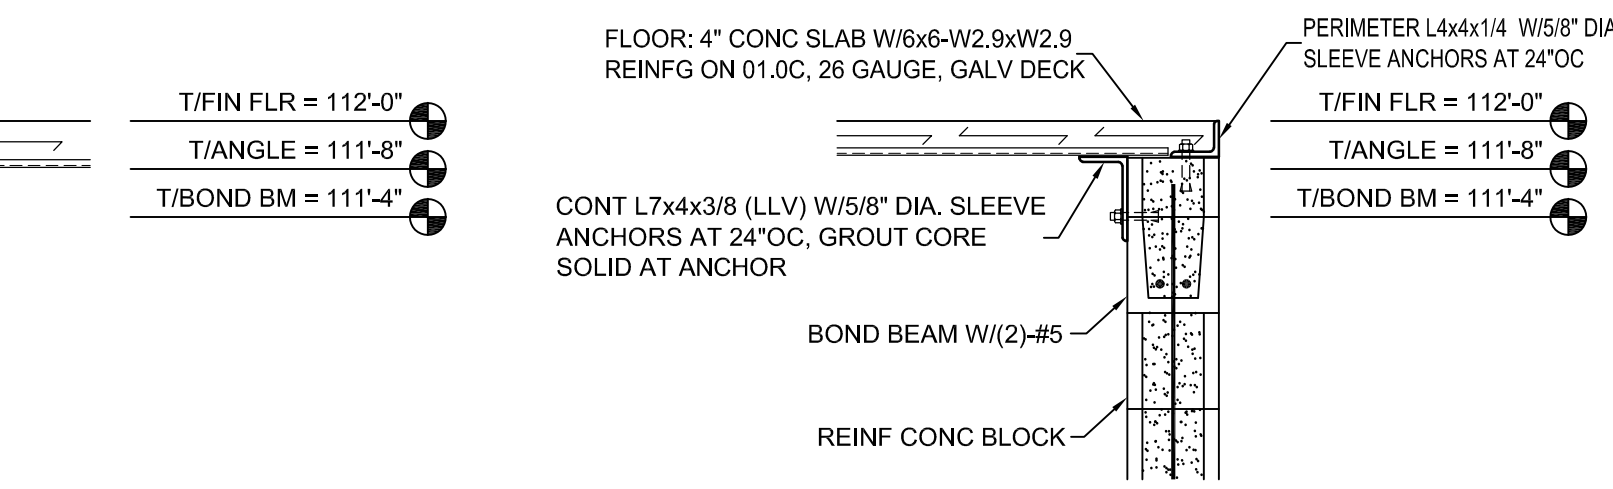 T/FIN FLR = 112'-0"
T/ANGLE = 111'-8"
T/BOND BM = 111'-4"
FLOOR: 4" CONC SLAB W/6x6-W2.9xW2.9
REINFG ON 01.0C, 26 GAUGE, GALV DECK
CONT L7x4x3/8 (LLV) W/5/8" DIA. SLEEVE
ANCHORS AT 24"OC, GROUT CORE
SOLID AT ANCHOR
BOND BEAM W/(2)-#5
REINF CONC BLOCK
PERIMETER L4x4x1/4 W/5/8" DIA
SLEEVE ANCHORS AT 24"OC
T/FIN FLR = 112'-0"
T/ANGLE = 111'-8"
T/BOND BM = 111'-4"